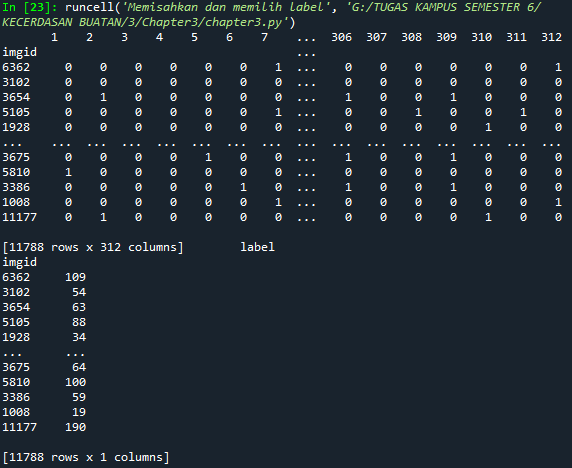 In [23]: runcell('Memisahkan dan memilih label', 'G:/TUGAS KAMPUS SEMESTER 6/
KECERDASAN BUATAN/3/Chapter3/chapter3.py')
1 2 3 4 5 6 7 ... 306 307 308 309 310 311 312
imgid ...
6362 0 0 0 0 0 0 1 ... 0 0 0 0 0 0 1
3102 0 0 0 0 0 0 0 ... 0 0 0 0 0 0 0
3654 0 1 0 0 0 0 0 ... 1 0 0 1 0 0 0
5105 0 0 0 0 0 0 1 ... 0 0 1 0 0 1 0
1928 0 0 0 0 0 0 0 ... 0 0 0 0 1 0 0
... ... ... ... ... ... ... ... ... ... ... ... ... ... ... ...
3675 0 0 0 0 1 0 0 ... 1 0 0 1 0 0 0
5810 1 0 0 0 0 0 0 ... 0 0 0 0 0 0 0
3386 0 0 0 0 0 1 0 ... 1 0 0 1 0 0 0
1008 0 0 0 0 0 0 1 ... 0 0 0 0 0 0 1
11177 0 1 0 0 0 0 0 ... 0 0 0 0 1 0 0
[11788 rows x 312 columns] label
imgid
6362 109
3102 54
3654 63
5105 88
1928 34
... ...
3675 64
5810 100
3386 59
1008 19
11177 190
[11788 rows x 1 columns]